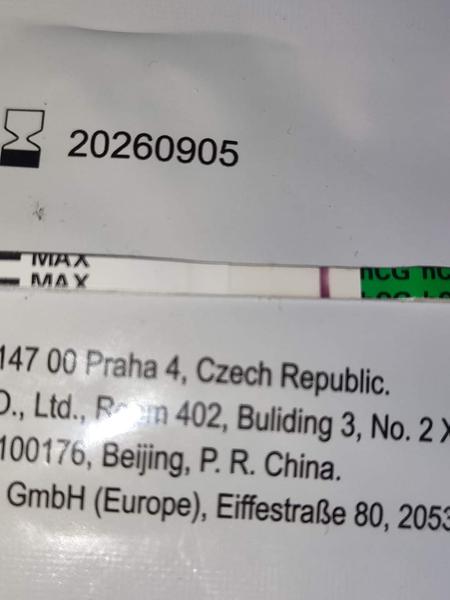 20260905
MAX hCG hC
MAX
147 00 Praha 4, Czech Republic.
O., Ltd., Room 402, Buliding 3, No. 2 X
100176, Beijing, P. R. China.
GmbH (Europe), Eiffestraße 80, 2053